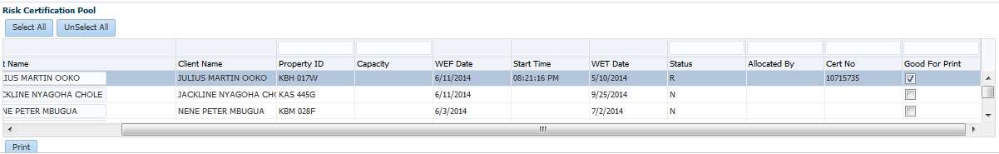 Risk Certification Pool
Select All UnSelect All
t Name Client Name Property ID Capacity WEF Date Start Time WET Date Status Allocated By Cert No Good For Print
LIUS MARTIN OOKO JULIUS MARTIN OOKO KBH 017W 6/11/2014 08:21:16 PM 5/10/2014 R 10715735
CKLINE NYAGOHA CHOLE JACKLINE NYAGOHA CH KAS 445G 6/11/2014 9/25/2014 N
NE PETER MBUGUA NENE PETER MBUGUA KBM 028F 6/3/2014 7/2/2014 N
Print